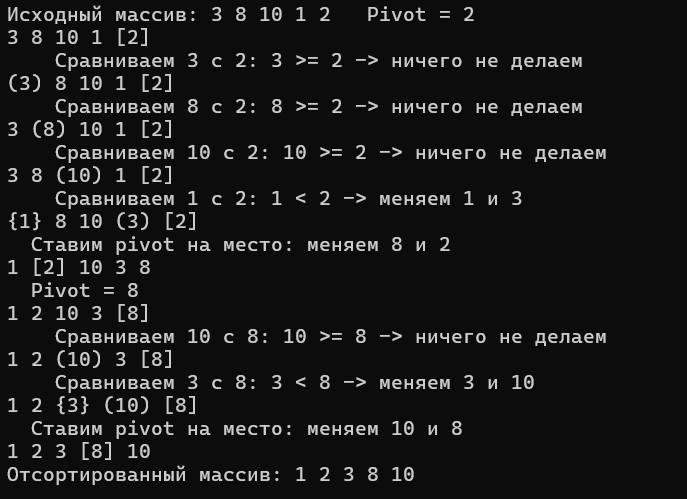 Исходный массив: 3 8 10 1 2   Pivot = 2
3 8 10 1 [2]
    Сравниваем 3 с 2: 3 >= 2 -> ничего не делаем
(3) 8 10 1 [2]
    Сравниваем 8 с 2: 8 >= 2 -> ничего не делаем
3 (8) 10 1 [2]
    Сравниваем 10 с 2: 10 >= 2 -> ничего не делаем
3 8 (10) 1 [2]
    Сравниваем 1 с 2: 1 < 2 -> меняем 1 и 3
{1} 8 10 (3) [2]
  Ставим pivot на место: меняем 8 и 2
1 [2] 10 3 8
  Pivot = 8
1 2 10 3 [8]
    Сравниваем 10 с 8: 10 >= 8 -> ничего не делаем
1 2 (10) 3 [8]
    Сравниваем 3 с 8: 3 < 8 -> меняем 3 и 10
1 2 {3} (10) [8]
  Ставим pivot на место: меняем 10 и 8
1 2 3 [8] 10
Отсортированный массив: 1 2 3 8 10